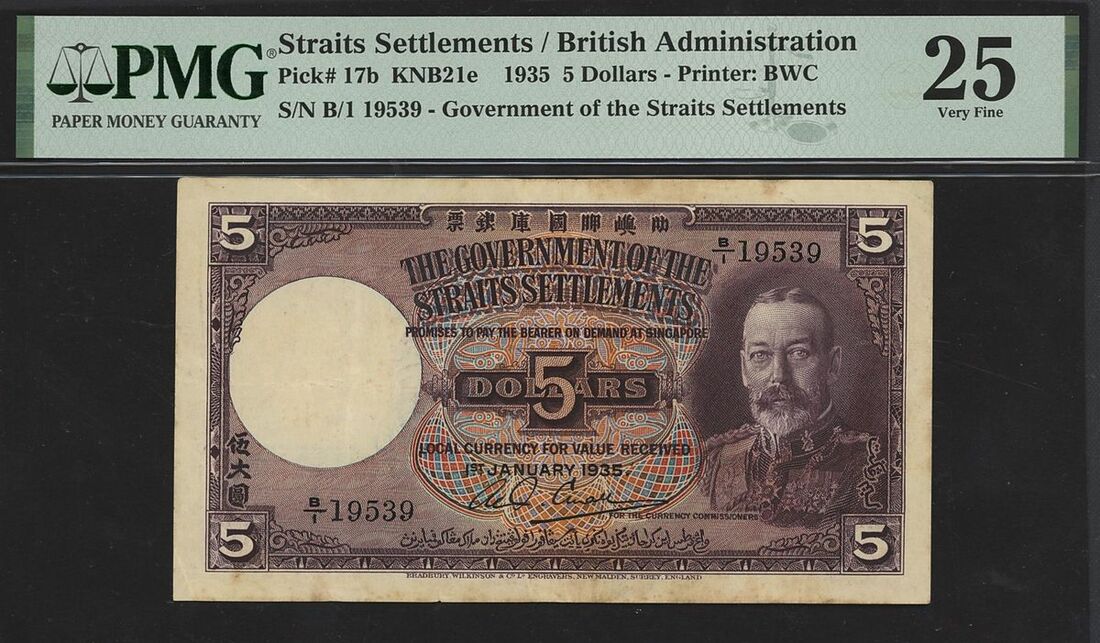 PMG®
PAPER MONEY GUARANTY
Straits Settlements / British Administration
Pick# 17b KNB21e 1935 5 Dollars - Printer: BWC
S/N B/1 19539 - Government of the Straits Settlements
25
Very Fine
5
5
票銀庫國
B/1 19539
THE GOVERNMENT OF THE
STRAITS SETTLEMENTS
PROMISES TO PAY THE BEARER ON DEMAND AT SINGAPORE
5
DOLLARS
LOCAL CURRENCY FOR VALUE RECEIVED
1ST JANUARY 1935.
伍大圓
B/1 19539
FOR THE CURRENCY COMMISSIONERS
5
5
BRADBURY, WILKINSON & Co. Ld. ENGRAVERS, NEW MALDEN, SURREY, ENGLAND